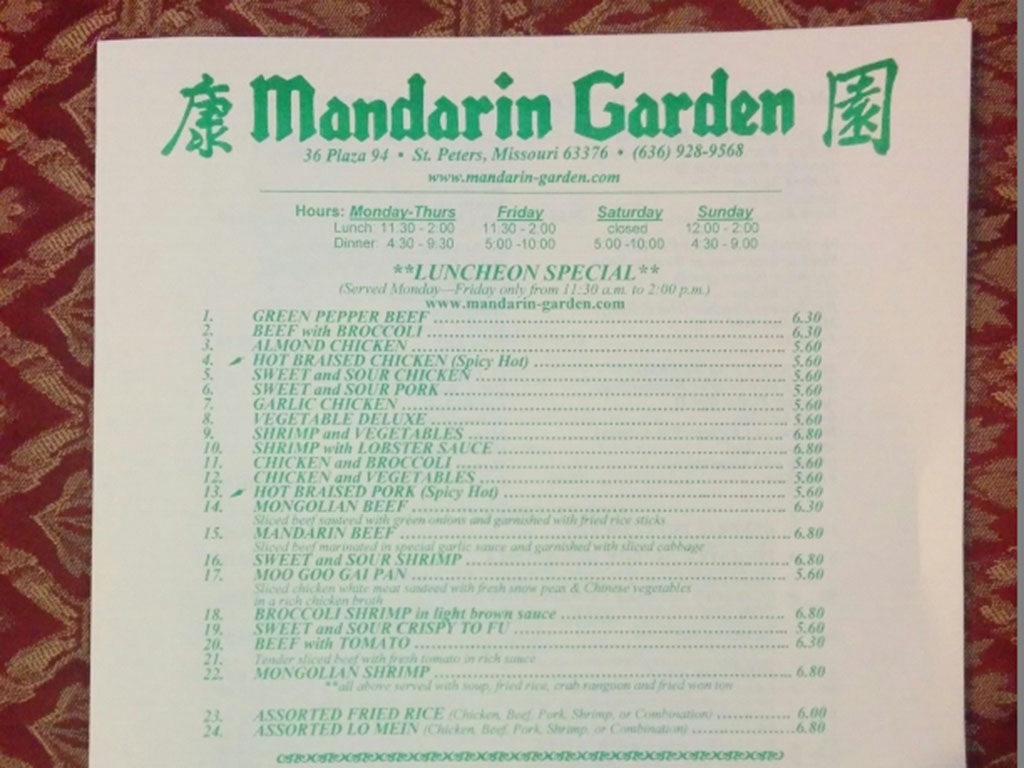 康 Mandarin Garden 園
36 Plaza 94 • St. Peters, Missouri 63376 • (636) 928-9568
www.mandarin-garden.com
Hours: Monday-Thurs Friday Saturday Sunday
Lunch: 11:30 - 2:00 11:30 - 2:00 closed 12:00 - 2:00
Dinner: 4:30 - 9:30 5:00 -10:00 5:00 -10:00 4:30 - 9:00
**LUNCHEON SPECIAL**
(Served Monday—Friday only from 11:30 a.m. to 2:00 p.m.)
www.mandarin-garden.com
1. GREEN PEPPER BEEF 6.30
2. BEEF with BROCCOLI 6.30
3. ALMOND CHICKEN 5.60
4. HOT BRAISED CHICKEN (Spicy Hot) 5.60
5. SWEET and SOUR CHICKEN 5.60
6. SWEET and SOUR PORK 5.60
7. GARLIC CHICKEN 5.60
8. VEGETABLE DELUXE 5.60
9. SHRIMP and VEGETABLES 6.80
10. SHRIMP with LOBSTER SAUCE 6.80
11. CHICKEN and BROCCOLI 5.60
12. CHICKEN and VEGETABLES 5.60
13. HOT BRAISED PORK (Spicy Hot) 5.60
14. MONGOLIAN BEEF 6.30
Sliced beef sauteed with green onions and garnished with fried rice sticks
15. MANDARIN BEEF 6.80
Sliced beef marinated in special garlic sauce and garnished with sliced cabbage
16. SWEET and SOUR SHRIMP 6.80
17. MOO GOO GAI PAN 5.60
Sliced chicken white meat sauteed with fresh snow peas & Chinese vegetables
in a rich chicken broth
18. BROCCOLI SHRIMP in light brown sauce 6.80
19. SWEET and SOUR CRISPY TO FU 5.60
20. BEEF with TOMATO 6.30
21. Tender sliced beef with fresh tomato in rich sauce
22. MONGOLIAN SHRIMP 6.80
**all above served with soup, fried rice, crab rangoon and fried won ton
23. ASSORTED FRIED RICE (Chicken, Beef, Pork, Shrimp, or Combination) 6.00
24. ASSORTED LO MEIN (Chicken, Beef, Pork, Shrimp, or Combination) 6.80